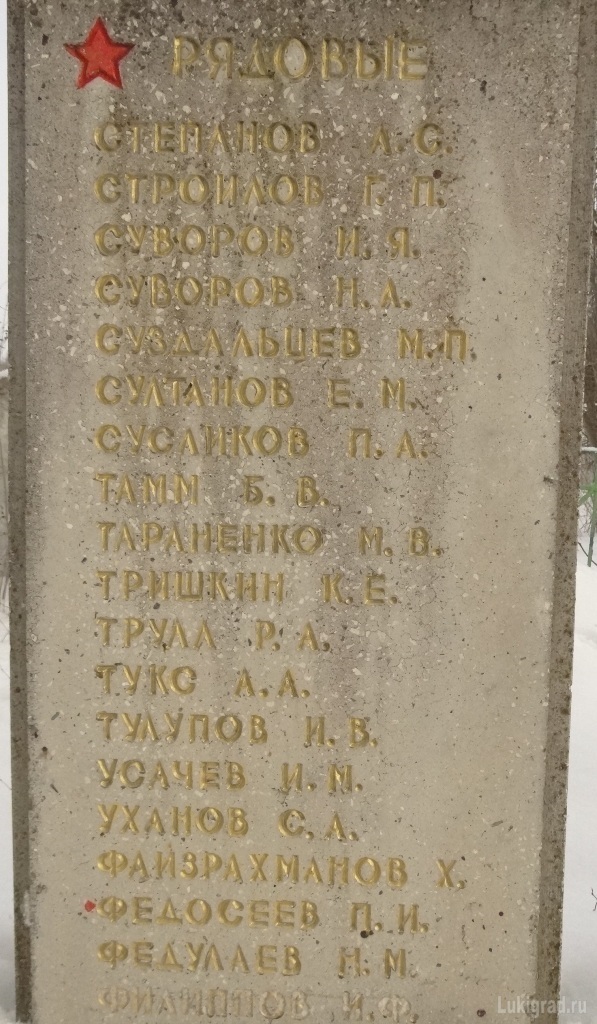 РЯДОВЫЕ
СТЕПАНОВ А. С.
СТРОИЛОВ Г. П.
СУВОРОВ И. Я.
СУВОРОВ Н. А.
СУЗДАЛЬЦЕВ М. П.
СУЛТАНОВ Е. М.
СУСЛИКОВ П. А.
ТАММ Б. В.
ТАРАНЕНКО М. В.
ТРИШКИН К. Е.
ТРУЛЛ Р. А.
ТУКС А. А.
ТУЛУПОВ И. В.
УСАЧЕВ И. М.
УХАНОВ С. А.
ФАЙЗРАХМАНОВ Х.
ФЕДОСЕЕВ П. И.
ФЕДУЛАЕВ Н. М.
ФИЛИППОВ И. Ф.
Lukigrad.ru